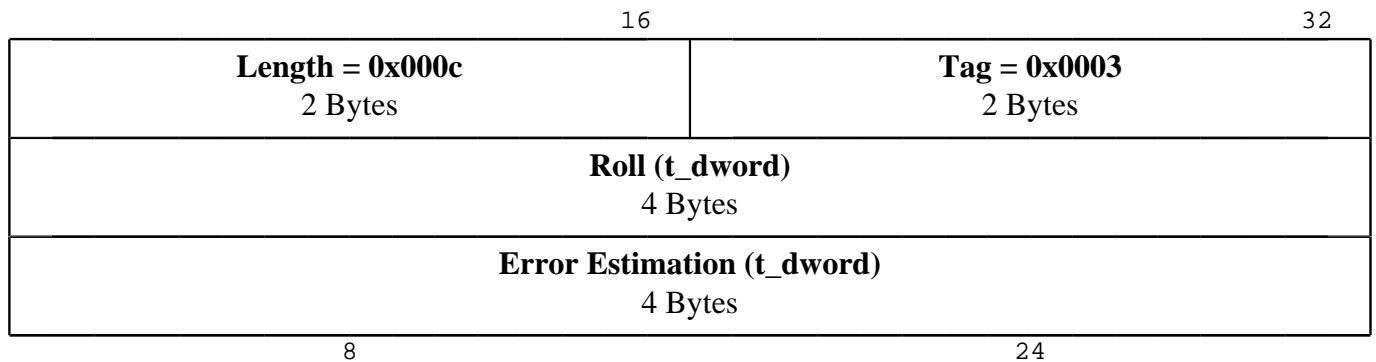 16 32
Length = 0x000c Tag = 0x0003
2 Bytes 2 Bytes
Roll (t_dword)
4 Bytes
Error Estimation (t_dword)
4 Bytes
8 24